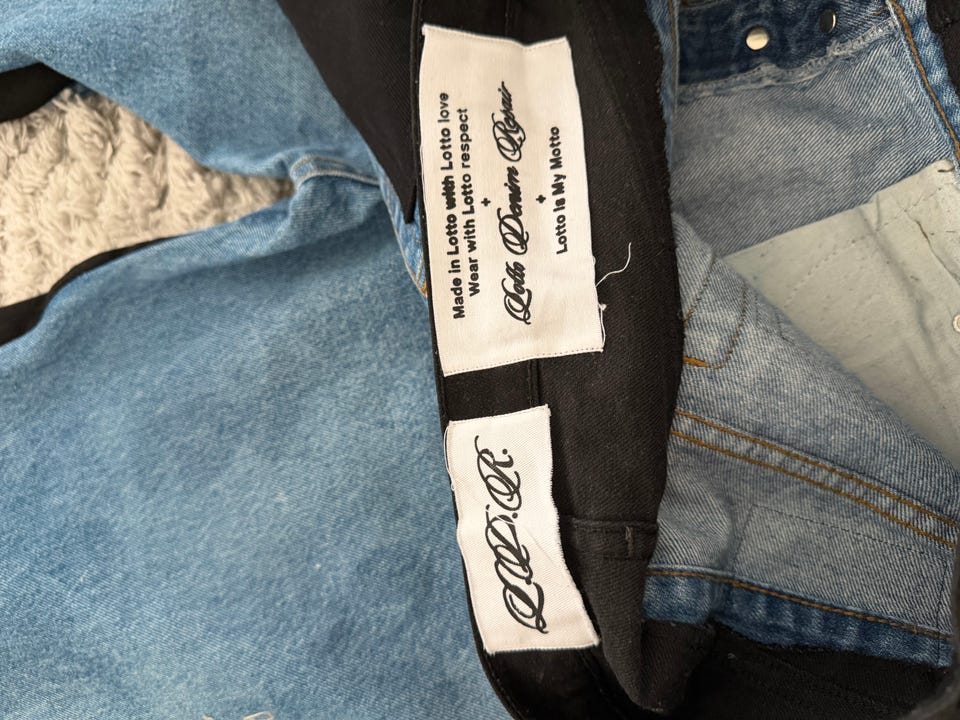 Made in Lotto with Lotto love
Wear with Lotto respect
+
Lotto Denim Repair
+
Lotto is My Motto
L.D.R.